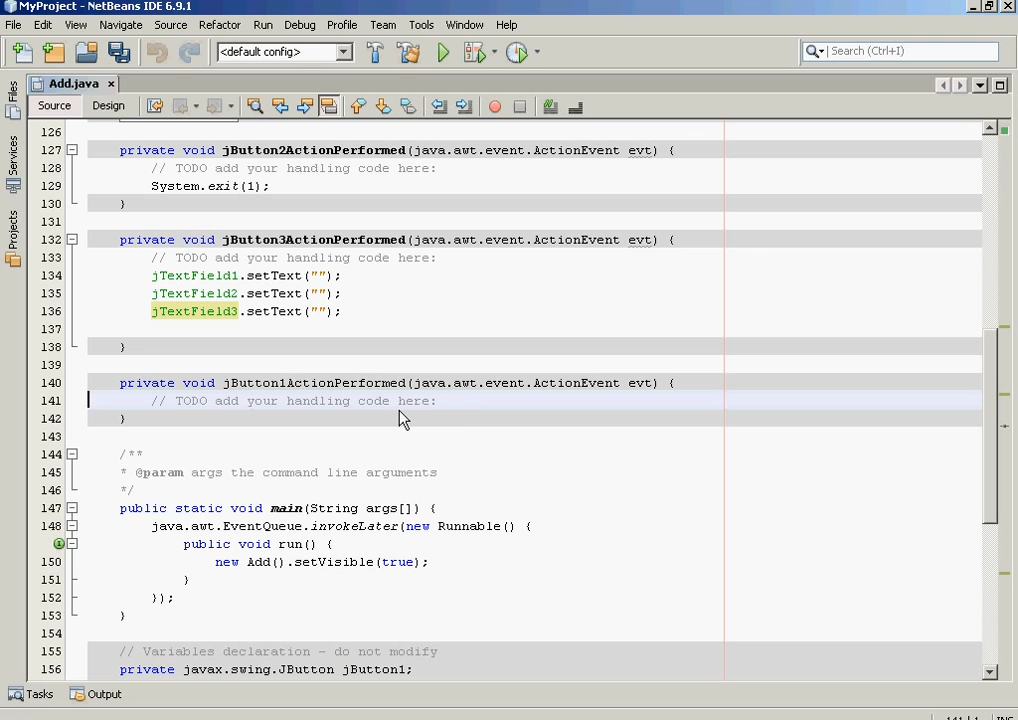 MyProject - NetBeans IDE 6.9.1
File Edit View Navigate Source Refactor Run Debug Profile Team Tools Window Help
<default config> Search (Ctrl+I)
Files
Services
Projects
Add.java
Source Design
126
127 private void jButton2ActionPerformed(java.awt.event.ActionEvent evt) {
128 // TODO add your handling code here:
129 System.exit(1);
130 }
131
132 private void jButton3ActionPerformed(java.awt.event.ActionEvent evt) {
133 // TODO add your handling code here:
134 jTextField1.setText("");
135 jTextField2.setText("");
136 jTextField3.setText("");
137
138 }
139
140 private void jButton1ActionPerformed(java.awt.event.ActionEvent evt) {
141 // TODO add your handling code here:
142 }
143
144 /**
145 * @param args the command line arguments
146 */
147 public static void main(String args[]) {
148 java.awt.EventQueue.invokeLater(new Runnable() {
public void run() {
150 new Add().setVisible(true);
151 }
152 });
153 }
154
155 // Variables declaration - do not modify
156 private javax.swing.JButton jButton1;
Tasks Output